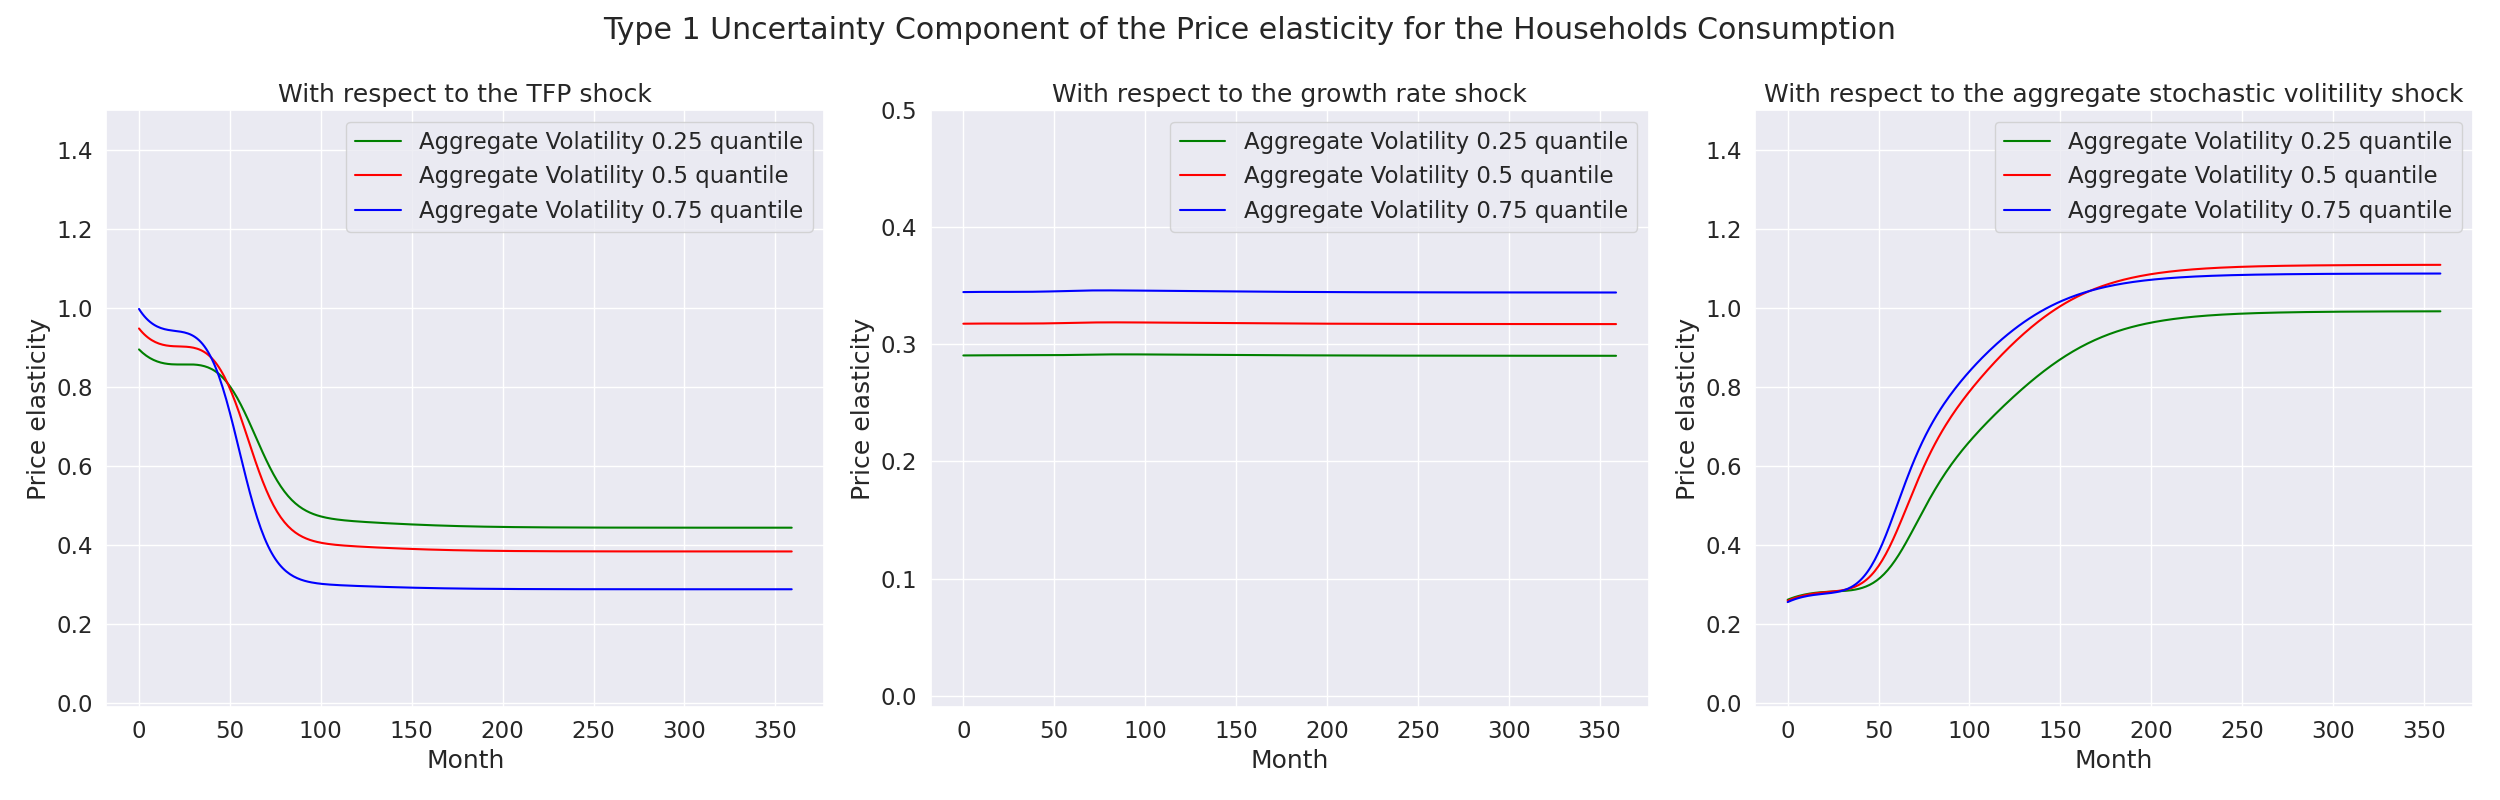 Type 1 Uncertainty Component of the Price elasticity for the Households Consumption
With respect to the TFP shock
Aggregate Volatility 0.25 quantile
Aggregate Volatility 0.5 quantile
Aggregate Volatility 0.75 quantile
Price elasticity
1.4
1.2
1.0
0.8
0.6
0.4
0.2
0.0
0 50 100 150 200 250 300 350
Month
With respect to the growth rate shock
Aggregate Volatility 0.25 quantile
Aggregate Volatility 0.5 quantile
Aggregate Volatility 0.75 quantile
Price elasticity
0.5
0.4
0.3
0.2
0.1
0.0
0 50 100 150 200 250 300 350
Month
With respect to the aggregate stochastic volitility shock
Aggregate Volatility 0.25 quantile
Aggregate Volatility 0.5 quantile
Aggregate Volatility 0.75 quantile
Price elasticity
1.4
1.2
1.0
0.8
0.6
0.4
0.2
0.0
0 50 100 150 200 250 300 350
Month